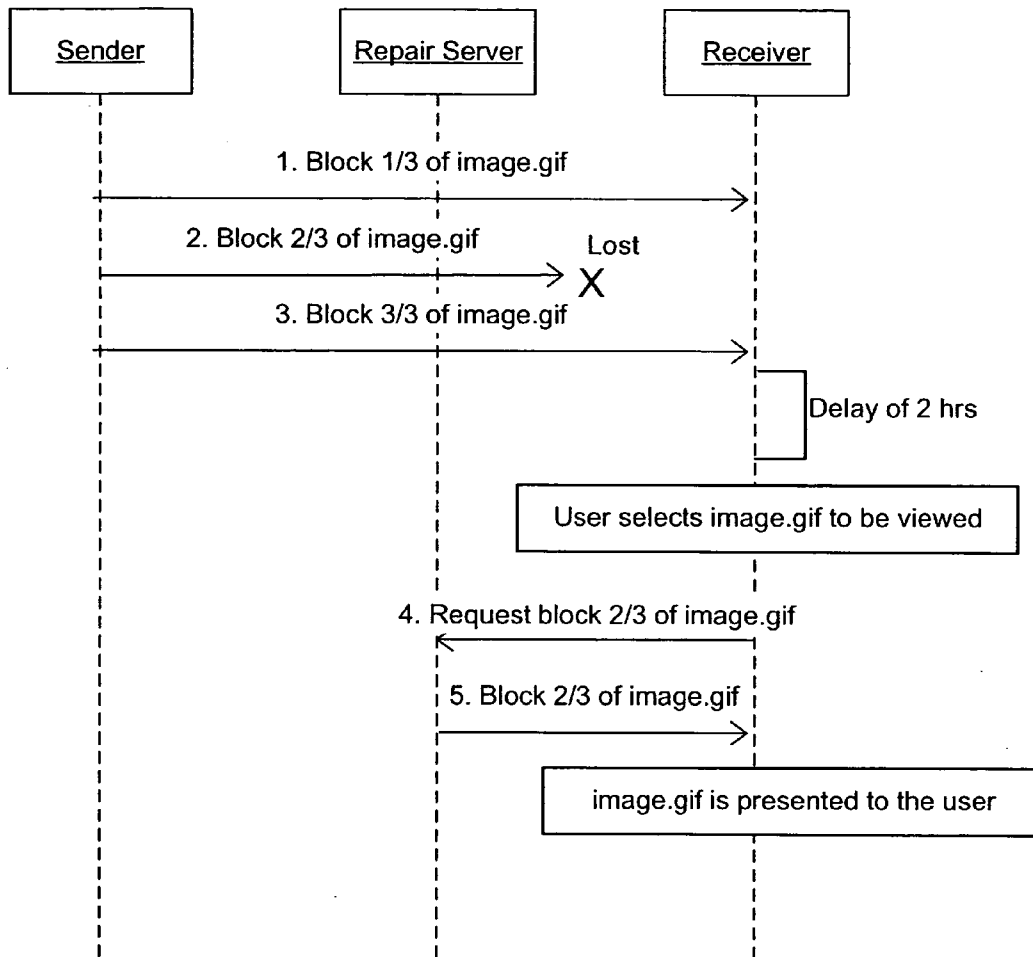 Sender
Repair Server
Receiver
1. Block 1/3 of image.gif
2. Block 2/3 of image.gif
Lost
X
3. Block 3/3 of image.gif
Delay of 2 hrs
User selects image.gif to be viewed
4. Request block 2/3 of image.gif
5. Block 2/3 of image.gif
image.gif is presented to the user